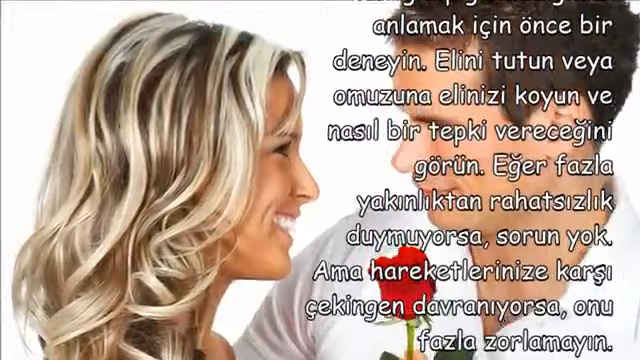 anlamak için önce bir
deneyin. Elini tutun veya
omuzuna elinizi koyun ve
nasıl bir tepki vereceğini
görün. Eğer fazla
yakınlıktan rahatsızlık
duymuyorsa, sorun yok.
Ama hareketlerinize karşı
çekingen davranıyorsa, onu
fazla zorlamayın.